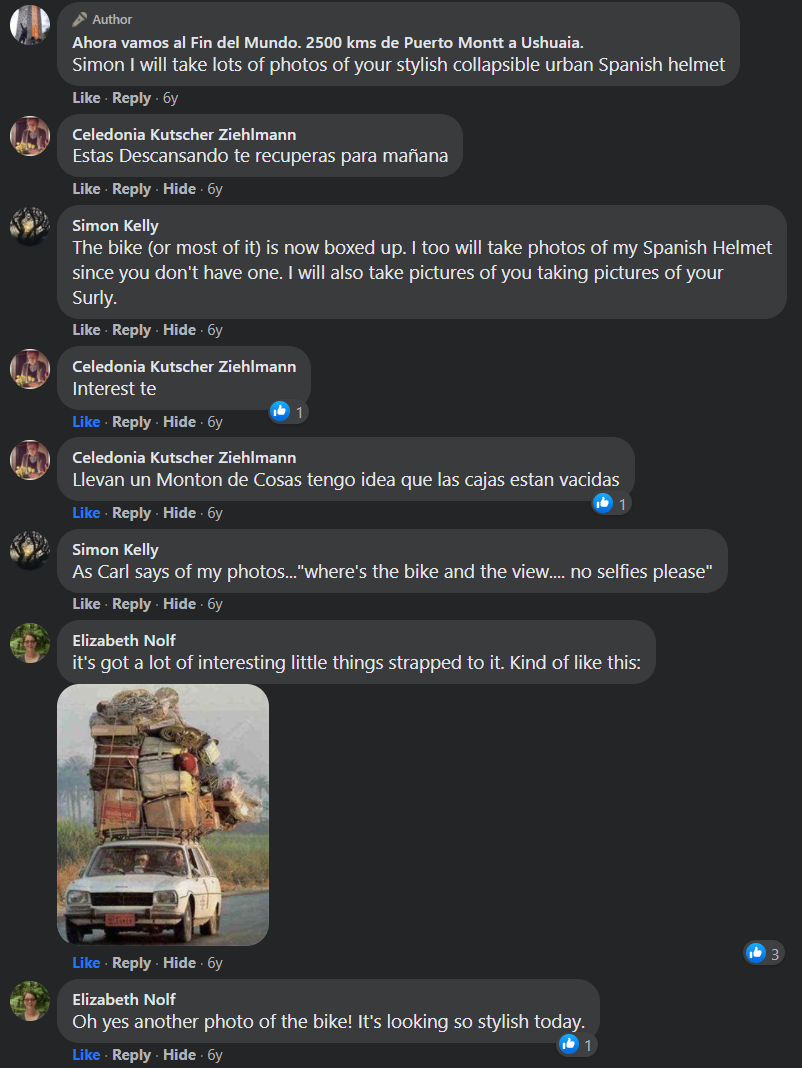 Author
Ahora vamos al Fin del Mundo. 2500 kms de Puerto Montt a Ushuaia.
Simon I will take lots of photos of your stylish collapsible urban Spanish helmet
Like · Reply · 6y
Celedonia Kutscher Ziehlmann
Estas Descansando te recuperas para mañana
Like · Reply · Hide · 6y
Simon Kelly
The bike (or most of it) is now boxed up. I too will take photos of my Spanish Helmet
since you don't have one. I will also take pictures of you taking pictures of your
Surly.
Like · Reply · Hide · 6y
Celedonia Kutscher Ziehlmann
Interest te
1
Like · Reply · Hide · 6y
Celedonia Kutscher Ziehlmann
Llevan un Monton de Cosas tengo idea que las cajas estan vacidas
1
Like · Reply · Hide · 6y
Simon Kelly
As Carl says of my photos..."where's the bike and the view.... no selfies please"
Like · Reply · Hide · 6y
Elizabeth Nolf
it's got a lot of interesting little things strapped to it. Kind of like this:
3
Like · Reply · Hide · 6y
Elizabeth Nolf
Oh yes another photo of the bike! It's looking so stylish today.
1
Like · Reply · Hide · 6y